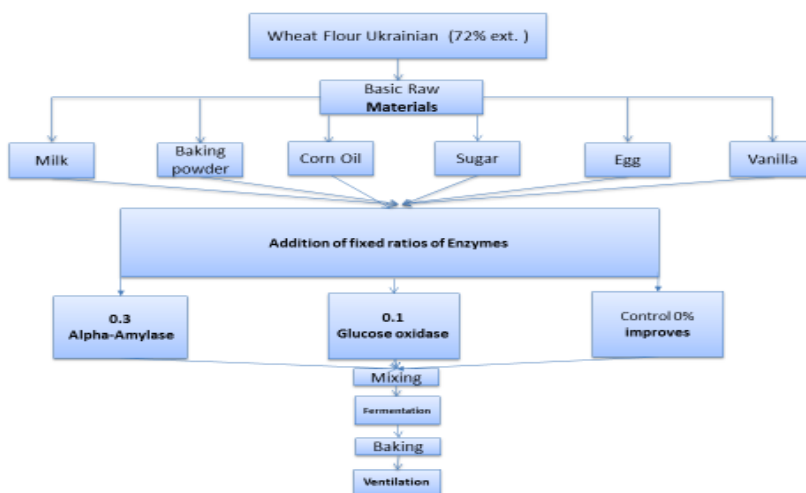 Wheat Flour Ukrainian (72% ext. )
Basic Raw
Materials
Milk
Baking
powder
Corn Oil
Sugar
Egg
Vanilla
Addition of fixed ratios of Enzymes
0.3
Alpha-Amylase
0.1
Glucose oxidase
Control 0%
improves
Mixing
Fermentation
Baking
Ventilation